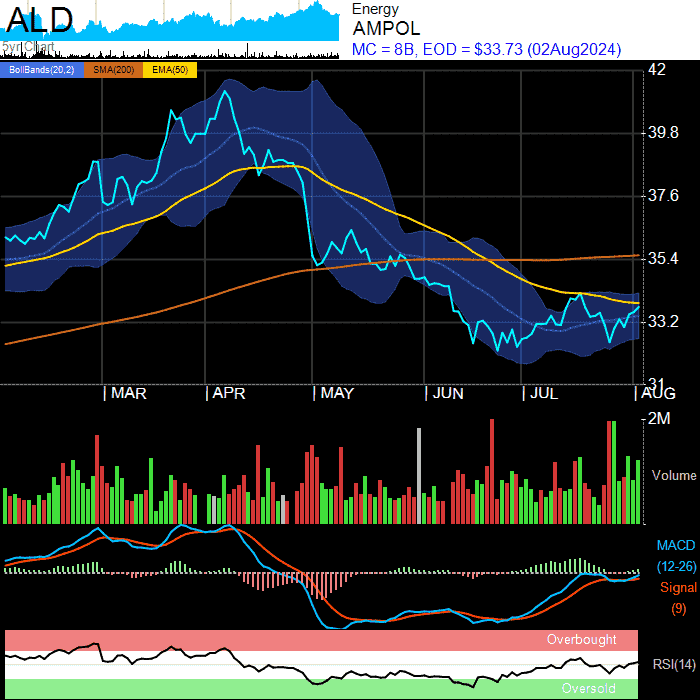 ALD
5yr Chart
Energy
AMPOL
MC = 8B, EOD = $33.73 (02Aug2024)
BollBands(20,2) SMA(200) EMA(50)
42
39.8
37.6
35.4
33.2
31
MAR APR MAY JUN JUL AUG
2M
Volume
MACD
(12-26)
Signal
(9)
Overbought
RSI(14)
Oversold